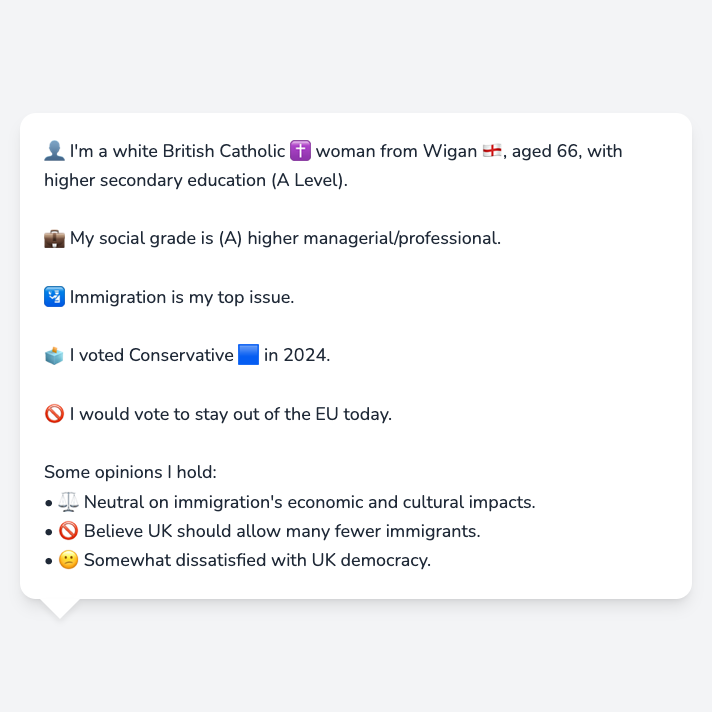 👤 I'm a white British Catholic ✝️ woman from Wigan 🏴󠁧󠁢󠁥󠁮󠁧󠁿, aged 66, with
higher secondary education (A Level).
💼 My social grade is (A) higher managerial/professional.
🛂 Immigration is my top issue.
🗳️ I voted Conservative 🟦 in 2024.
🚫 I would vote to stay out of the EU today.
Some opinions I hold:
• ⚖️ Neutral on immigration's economic and cultural impacts.
• 🚫 Believe UK should allow many fewer immigrants.
• 😕 Somewhat dissatisfied with UK democracy.